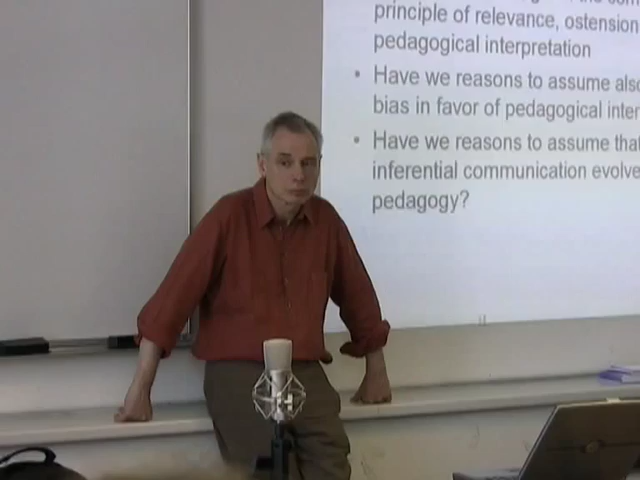 principle of relevance, ostension
pedagogical interpretation
• Have we reasons to assume also
bias in favor of pedagogical inter
• Have we reasons to assume that
inferential communication evolve
pedagogy?